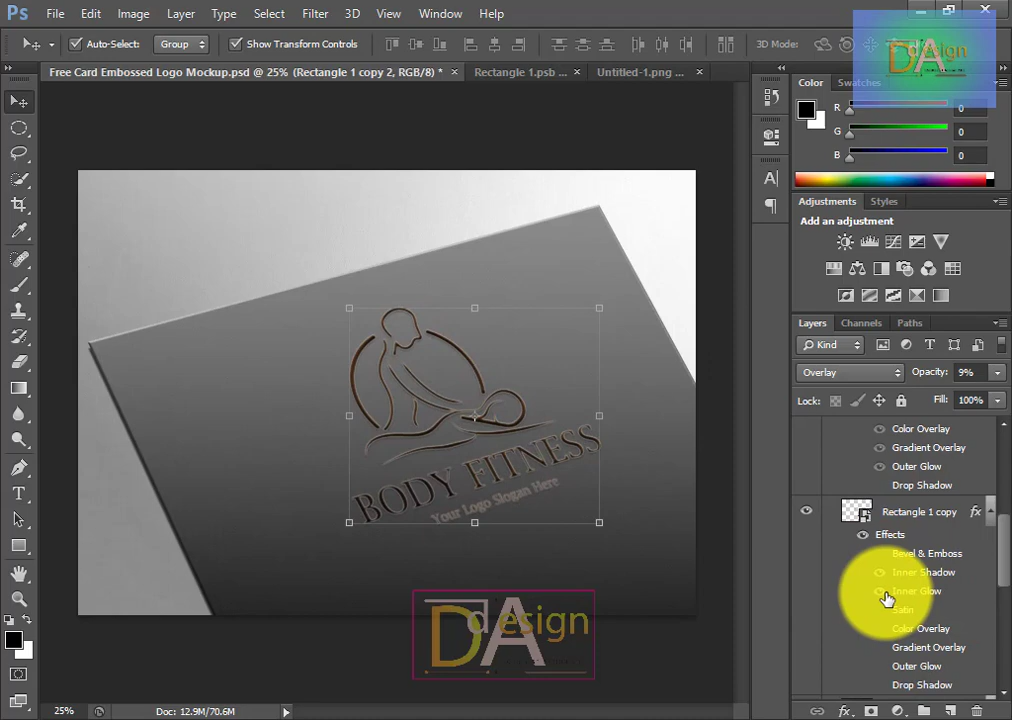 Ps File Edit Image Layer Type Select Filter 3D View Window Help
Auto-Select: Group Show Transform Controls 3D Mode:
Free Card Embossed Logo Mockup.psd @ 25% (Rectangle 1 copy 2, RGB/8) * Rectangle 1.psb ... Untitled-1.png ...
DA design
Color Swatches
R 0
G 0
B 0
Adjustments Styles
Add an adjustment
Layers Channels Paths
Kind
Overlay Opacity: 9%
Lock: Fill: 100%
Color Overlay
Gradient Overlay
Outer Glow
Drop Shadow
Rectangle 1 copy fx
Effects
Bevel & Emboss
Inner Shadow
Inner Glow
Satin
Color Overlay
Gradient Overlay
Outer Glow
Drop Shadow
BODY FITNESS
Your Logo Slogan Here
DA design
25% Doc: 12.9M/70.6M